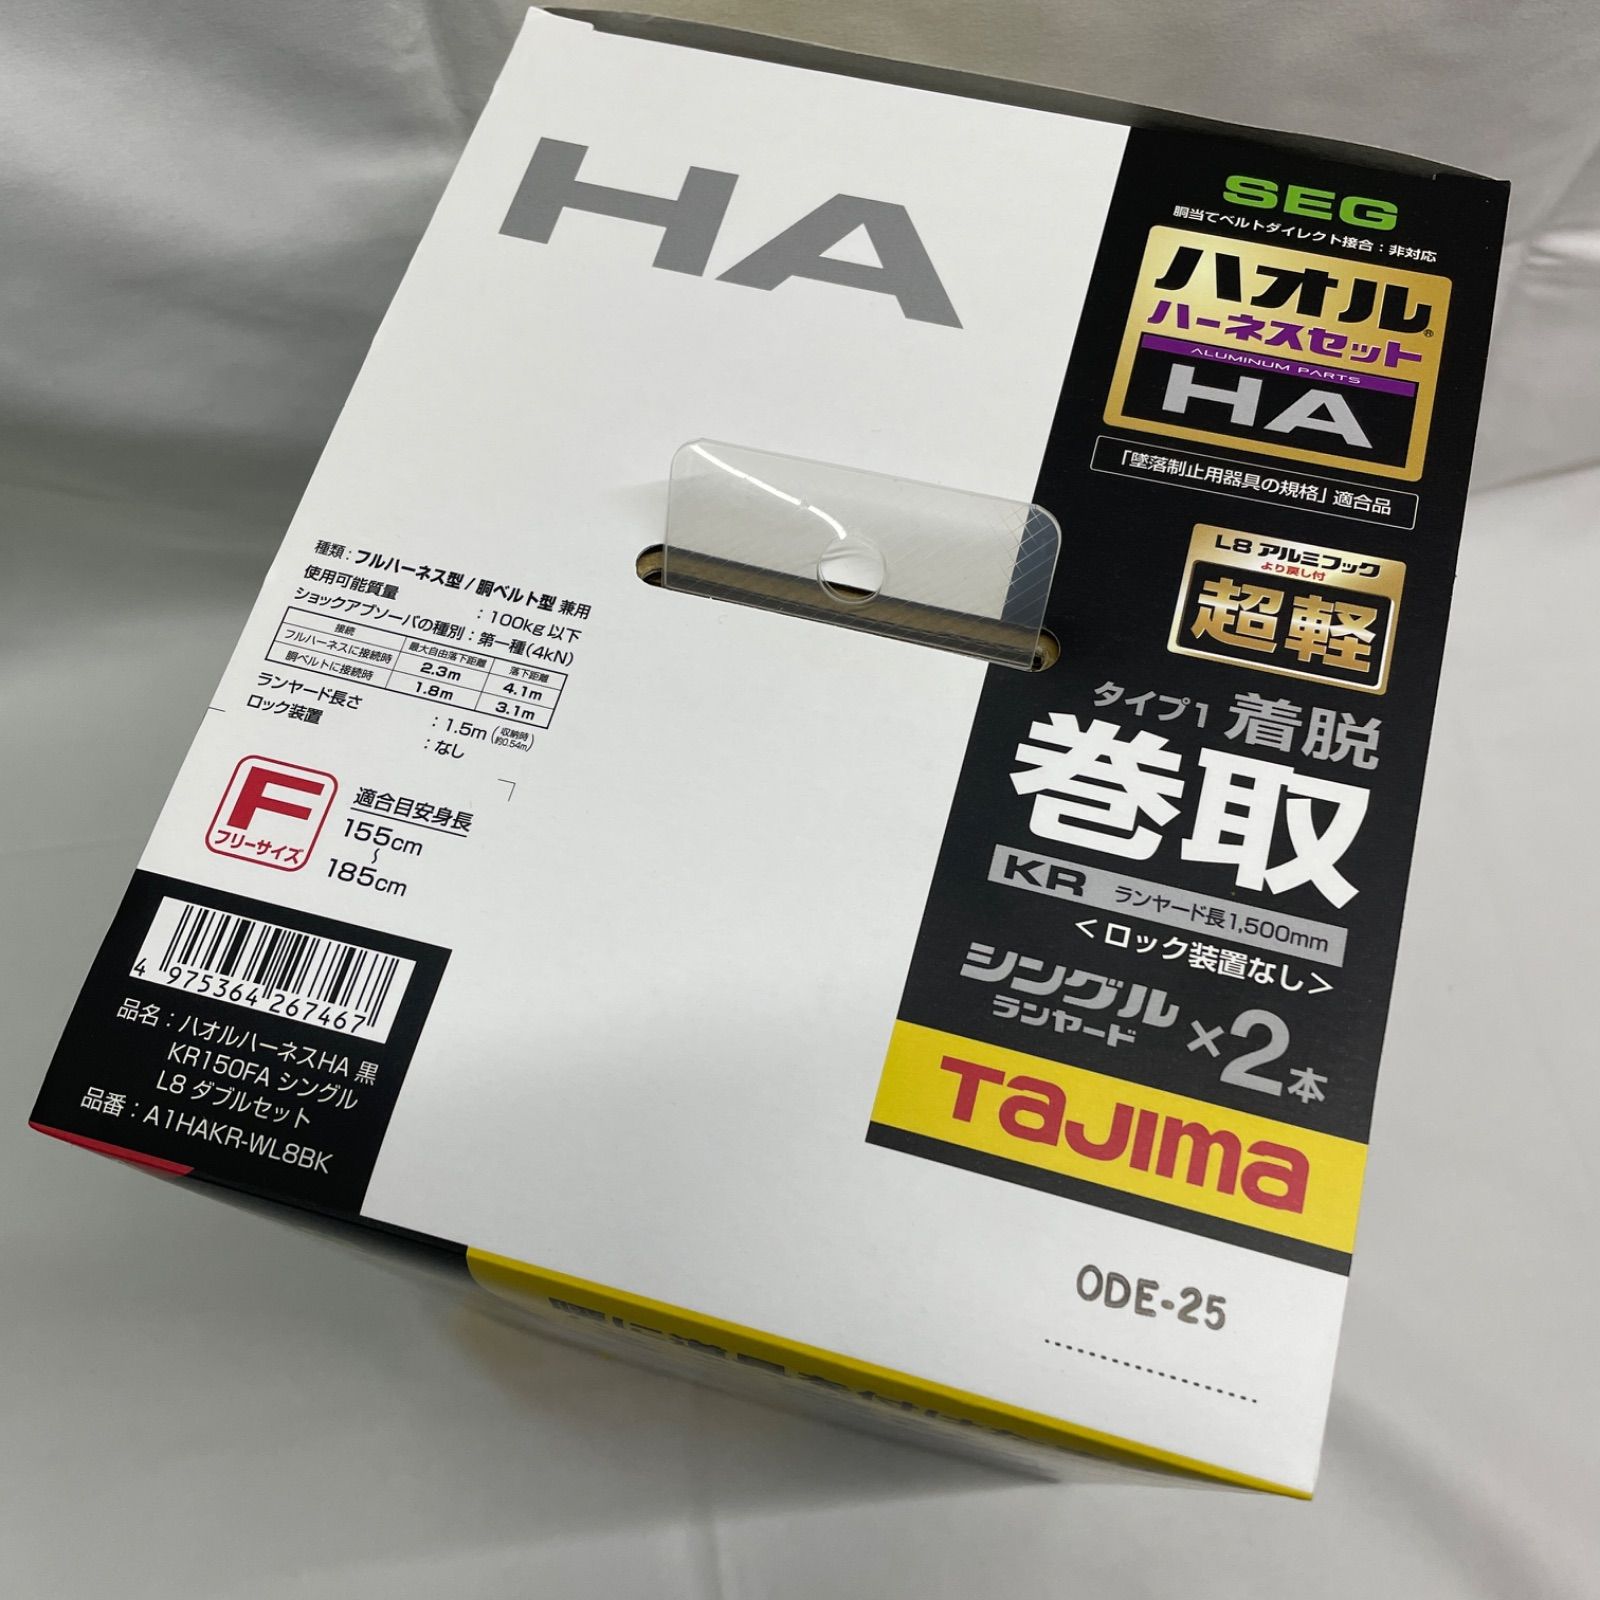 HA
SEG
胴当てベルトダイレクト接合：非対応
ハオル®
ハーネスセット
ALUMINUM PARTS
HA
「墜落制止用器具の規格」適合品
L8 アルミフック
より戻し付
超軽
タイプ1 着脱
巻取
KR ランヤード長1,500mm
＜ロック装置なし＞
シングル
ランヤード
×2本
TaJIma
ODE-25
種類：フルハーネス型 / 胴ベルト型 兼用
使用可能質量 ：100kg以下
ショックアブソーバの種別：第一種(4kN)
接続 最大自由落下距離 落下距離
フルハーネスに接続時 2.3m 4.1m
胴ベルトに接続時 1.8m 3.1m
ランヤード長さ ：1.5m (収納時 約0.54m)
ロック装置 ：なし
F
フリーサイズ
適合目安身長
155cm
~
185cm
4 975364 267467
品名：ハオルハーネスHA 黒
KR150FA シングル
L8 ダブルセット
品番：A1HAKR-WL8BK